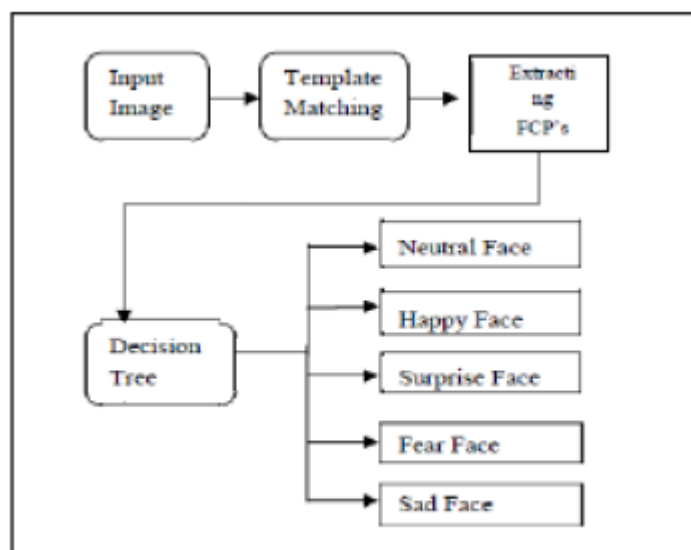 Input
Image
Template
Matching
Extracti
ng
FCP's
Decision
Tree
Neutral Face
Happy Face
Surprise Face
Fear Face
Sad Face